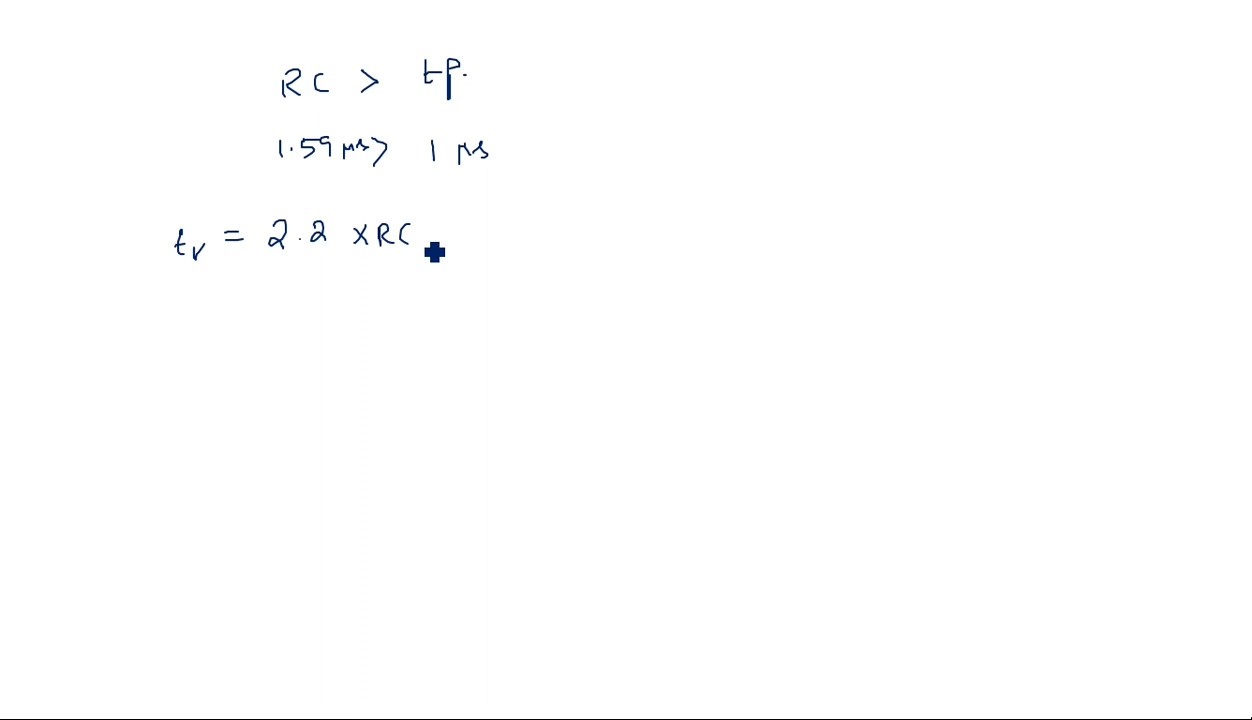 RC > tp.
1.59 μs > 1 μs
tr = 2.2 x RC